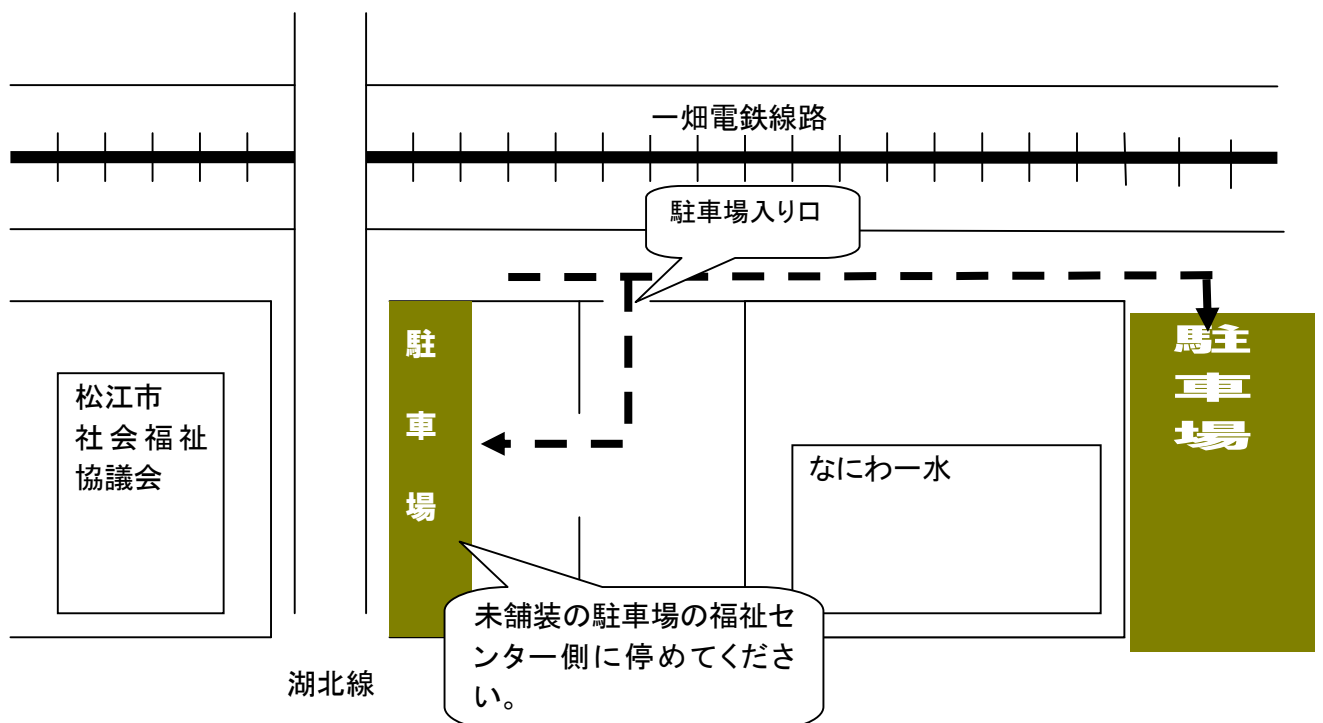 一畑電鉄線路
駐車場入り口
駐車場
駐車場
松江市
社会福祉
協議会
なにわ一水
未舗装の駐車場の福祉セ
ンター側に停めてくださ
い。
湖北線